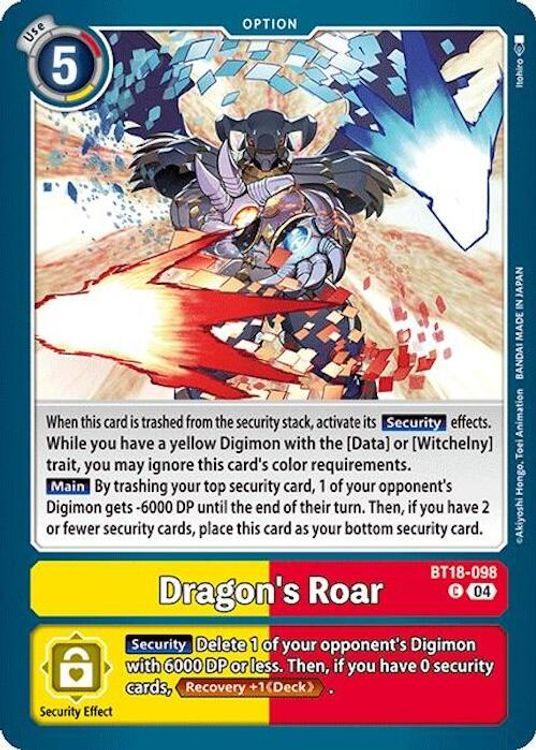 OPTION
Use
5
Itohiro
©Akiyoshi Hongo, Toei Animation BANDAI MADE IN JAPAN
When this card is trashed from the security stack, activate its Security effects.
While you have a yellow Digimon with the [Data] or [Witchelny]
trait, you may ignore this card's color requirements.
Main By trashing your top security card, 1 of your opponent's
Digimon gets -6000 DP until the end of their turn. Then, if you have 2
or fewer security cards, place this card as your bottom security card.
BT18-098
Dragon's Roar
C 04
Security Delete 1 of your opponent's Digimon
with 6000 DP or less. Then, if you have 0 security
cards, Recovery +1《Deck》.
Security Effect